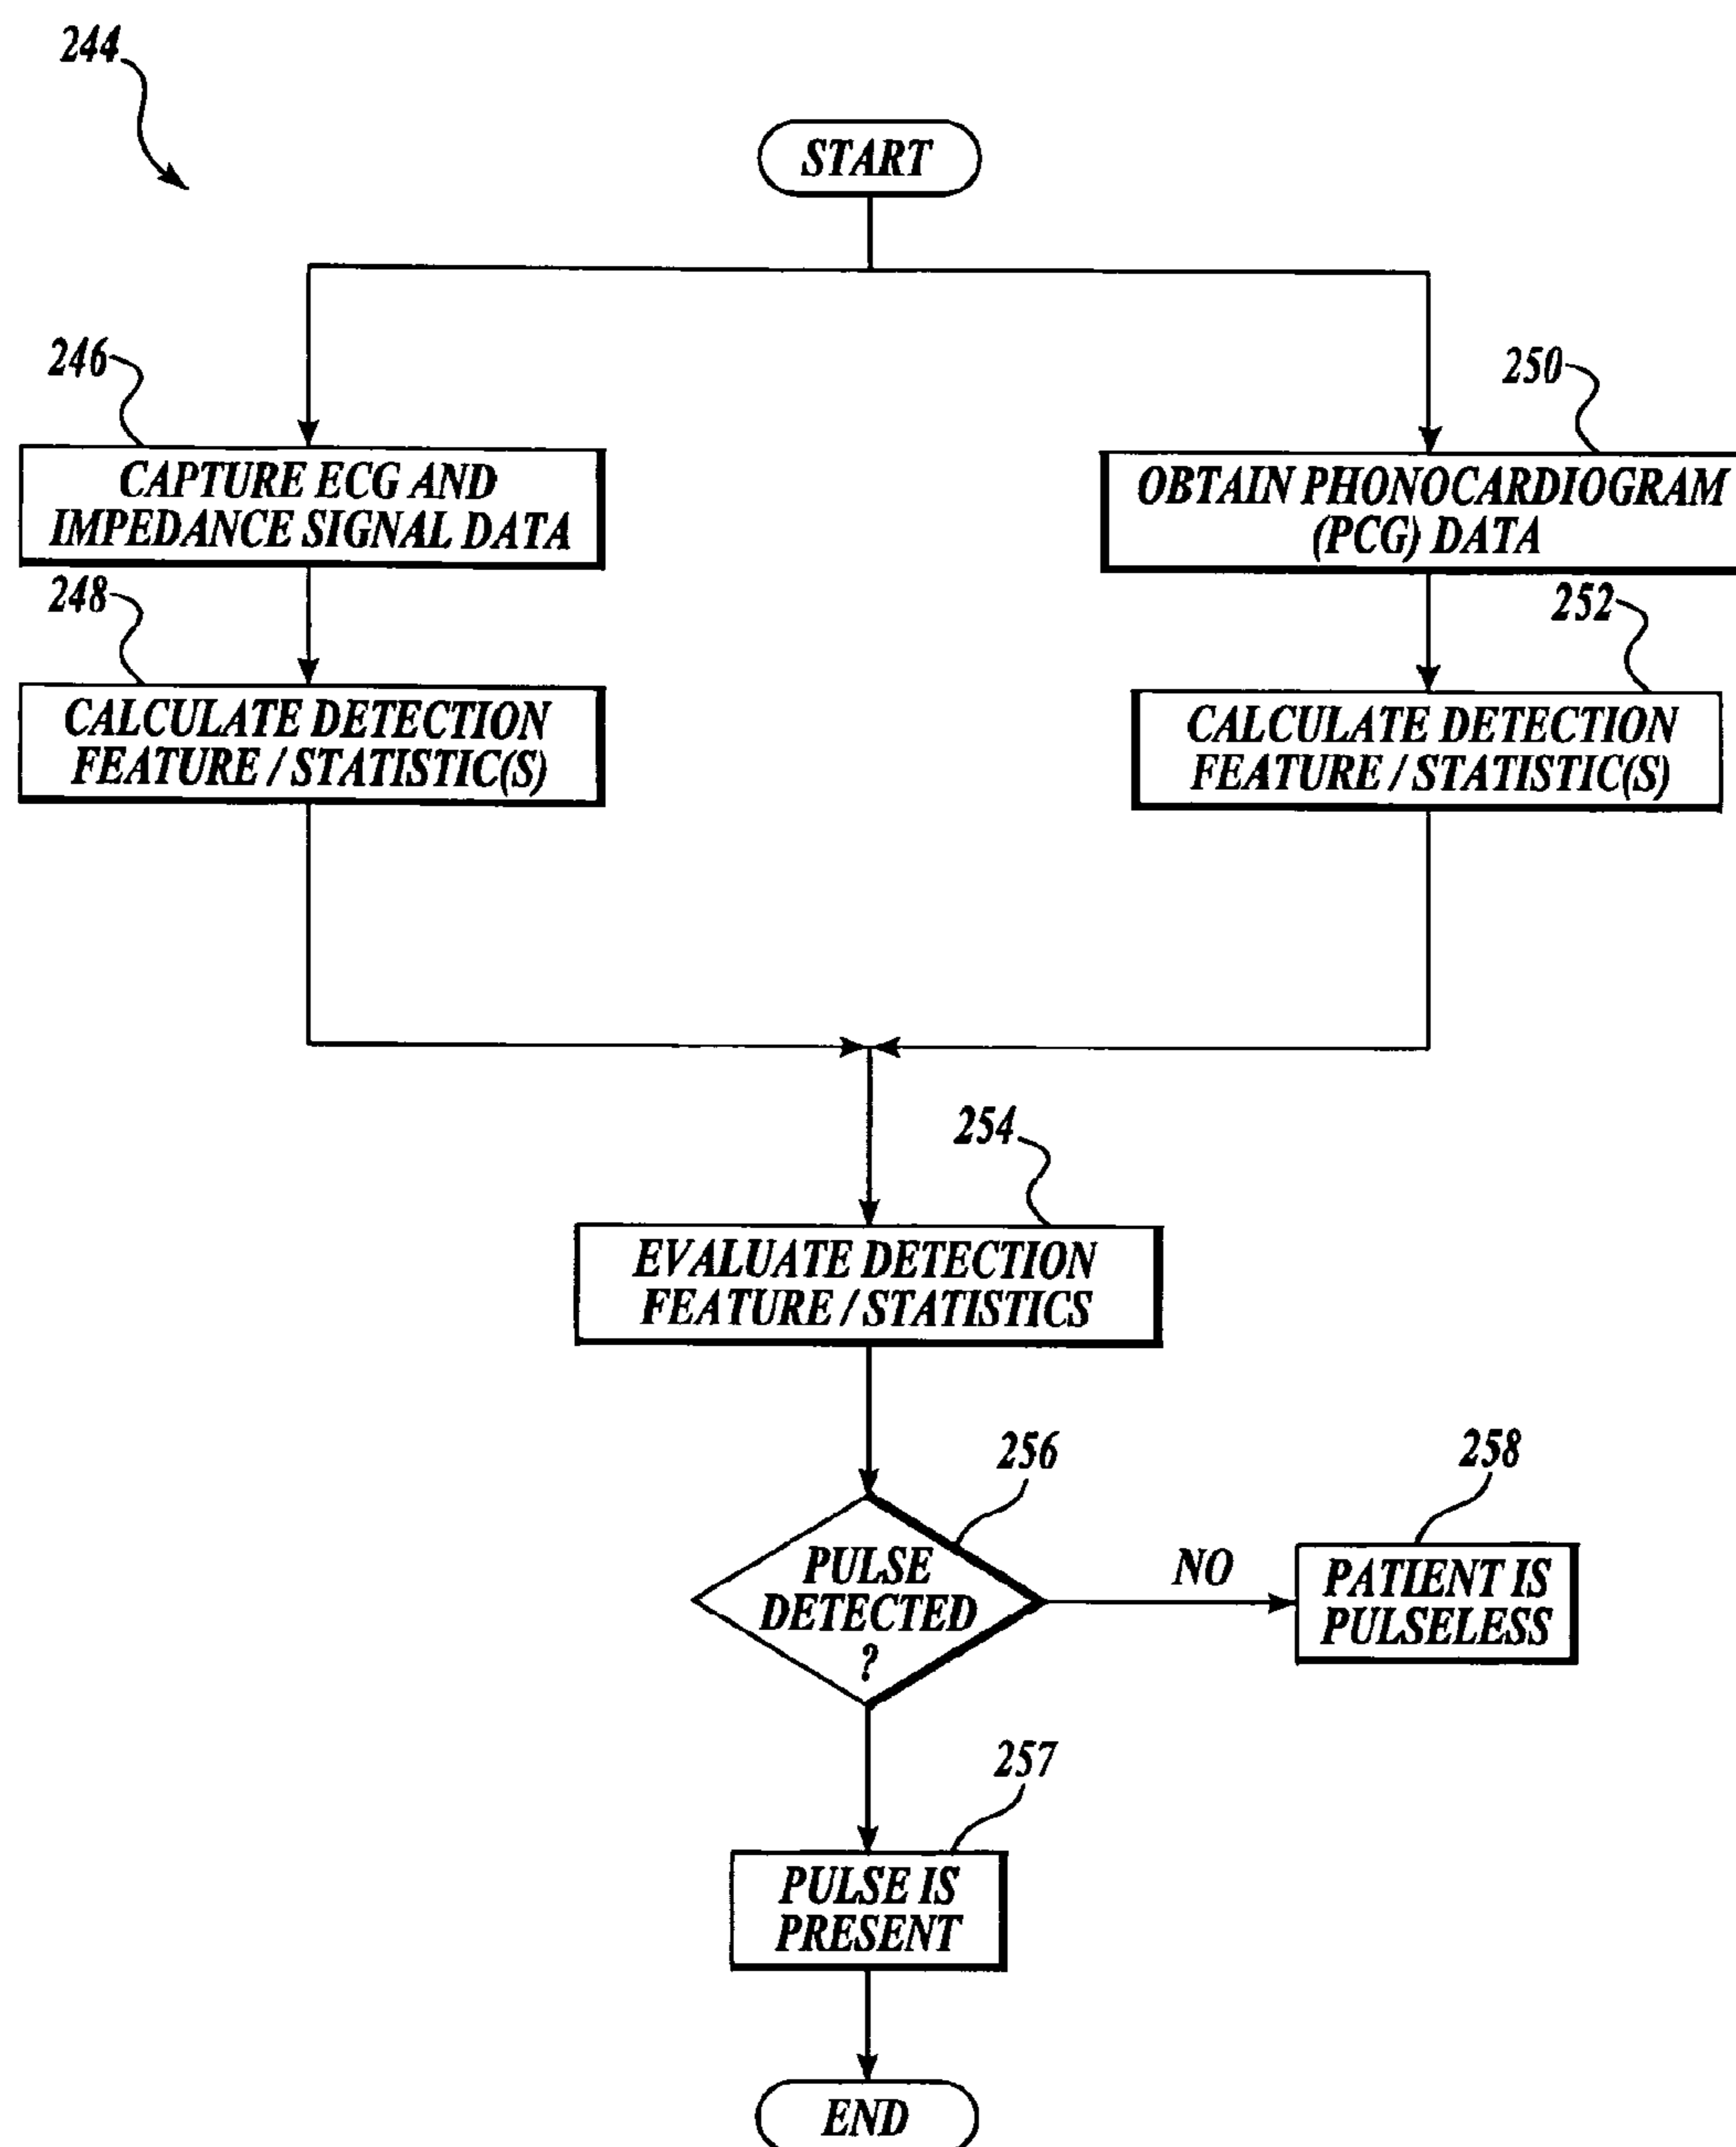 244
START
246
CAPTURE ECG AND
IMPEDANCE SIGNAL DATA
250
OBTAIN PHONOCARDIOGRAM
(PCG) DATA
248
CALCULATE DETECTION
FEATURE / STATISTIC(S)
252
CALCULATE DETECTION
FEATURE / STATISTIC(S)
254
EVALUATE DETECTION
FEATURE / STATISTICS
256
PULSE
DETECTED
?
NO
258
PATIENT IS
PULSELESS
257
PULSE IS
PRESENT
END